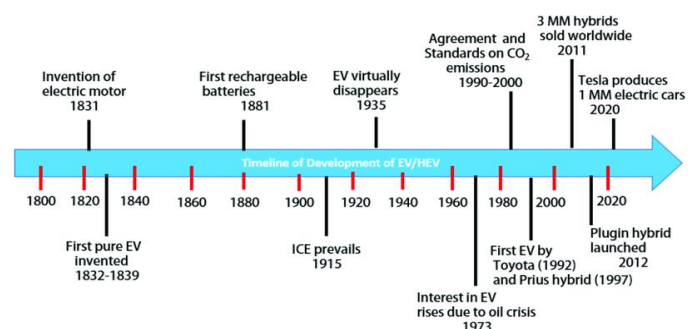 3 MM hybrids
sold worldwide
2011
Agreement and
Standards on CO₂
emissions
1990-2000
Invention of
electric motor
1831
First rechargeable
batteries
1881
EV virtually
disappears
1935
Tesla produces
1 MM electric cars
2020
Timeline of Development of EV/HEV
1800 1820 1840 1860 1880 1900 1920 1940 1960 1980 2000 2020
First pure EV
invented
1832-1839
ICE prevails
1915
Interest in EV
rises due to oil crisis
1973
First EV by
Toyota (1992)
and Prius hybrid (1997)
Plugin hybrid
launched
2012